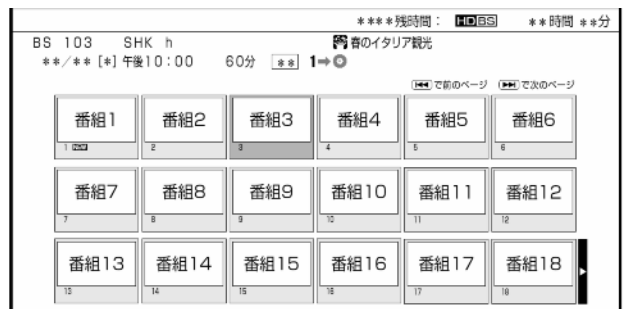 ****残時間： HD BS **時間 **分
BS 103 SHK h 春のイタリア観光
**/** [*] 午後10：00 60分 ** 1➡
⏮で前のページ ⏭で次のページ
番組1 番組2 番組3 番組4 番組5 番組6
1 NEW 2 3 4 5 6
番組7 番組8 番組9 番組10 番組11 番組12
7 8 9 10 11 12
番組13 番組14 番組15 番組16 番組17 番組18
13 14 15 16 17 18